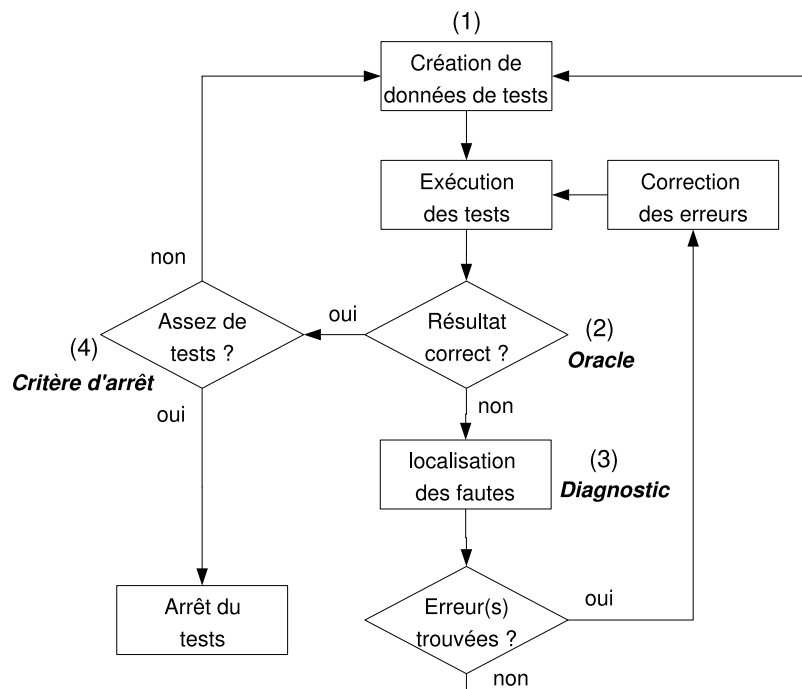 (1)
Création de
données de tests
Exécution
des tests
Correction
des erreurs
non
Assez de
tests ?
oui
Résultat
correct ?
(2)
Oracle
(4)
Critère d'arrêt
oui
non
localisation
des fautes
(3)
Diagnostic
Arrêt du
tests
Erreur(s)
trouvées ?
oui
non